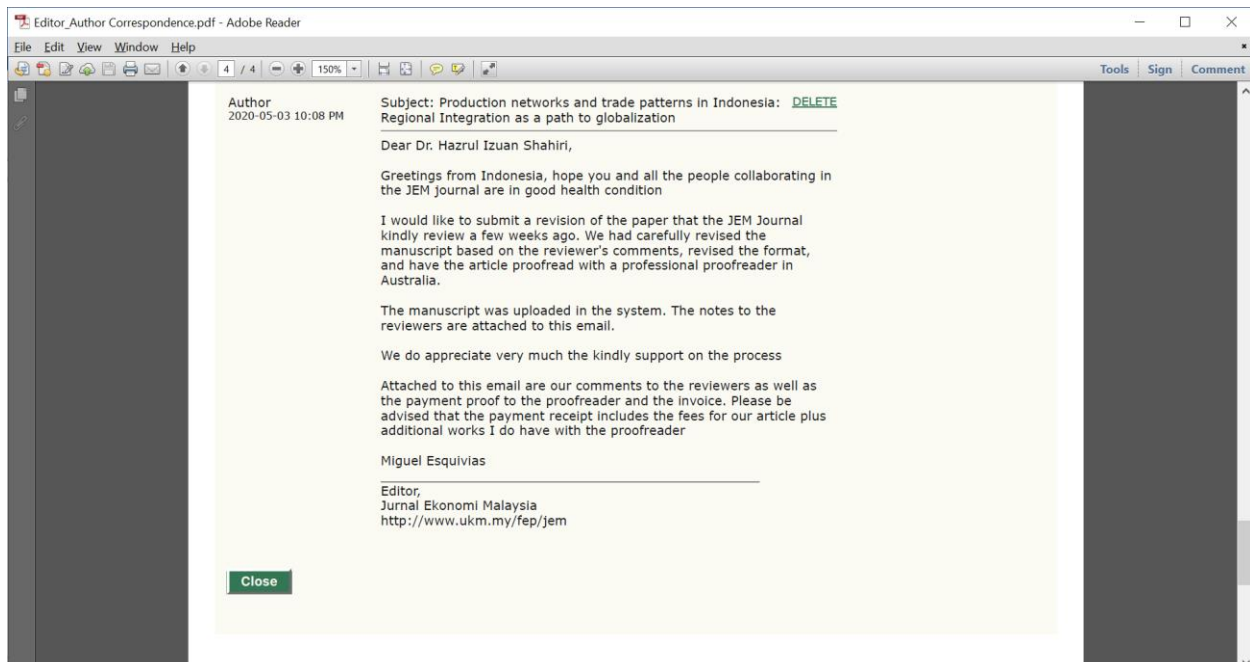 Editor_Author Correspondence.pdf - Adobe Reader
File Edit View Window Help
4 / 4 150% Tools Sign Comment
Author
2020-05-03 10:08 PM
Subject: Production networks and trade patterns in Indonesia: DELETE
Regional Integration as a path to globalization
Dear Dr. Hazrul Izuan Shahiri,
Greetings from Indonesia, hope you and all the people collaborating in
the JEM journal are in good health condition
I would like to submit a revision of the paper that the JEM Journal
kindly review a few weeks ago. We had carefully revised the
manuscript based on the reviewer's comments, revised the format,
and have the article proofread with a professional proofreader in
Australia.
The manuscript was uploaded in the system. The notes to the
reviewers are attached to this email.
We do appreciate very much the kindly support on the process
Attached to this email are our comments to the reviewers as well as
the payment proof to the proofreader and the invoice. Please be
advised that the payment receipt includes the fees for our article plus
additional works I do have with the proofreader
Miguel Esquivias
Editor,
Jurnal Ekonomi Malaysia
http://www.ukm.my/fep/jem
Close